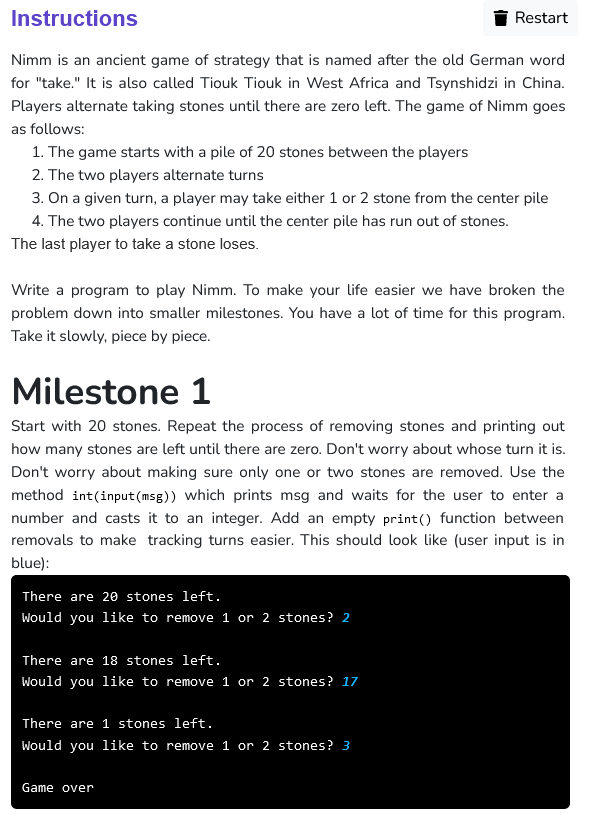 Instructions
Restart
Nimm is an ancient game of strategy that is named after the old German word
for "take." It is also called Tiouk Tiouk in West Africa and Tsynshidzi in China.
Players alternate taking stones until there are zero left. The game of Nimm goes
as follows:
1. The game starts with a pile of 20 stones between the players
2. The two players alternate turns
3. On a given turn, a player may take either 1 or 2 stone from the center pile
4. The two players continue until the center pile has run out of stones.
The last player to take a stone loses.
Write a program to play Nimm. To make your life easier we have broken the
problem down into smaller milestones. You have a lot of time for this program.
Take it slowly, piece by piece.
Milestone 1
Start with 20 stones. Repeat the process of removing stones and printing out
how many stones are left until there are zero. Don't worry about whose turn it is.
Don't worry about making sure only one or two stones are removed. Use the
method int(input(msg)) which prints msg and waits for the user to enter a
number and casts it to an integer. Add an empty print() function between
removals to make tracking turns easier. This should look like (user input is in
blue):
There are 20 stones left.
Would you like to remove 1 or 2 stones? 2
There are 18 stones left.
Would you like to remove 1 or 2 stones? 17
There are 1 stones left.
Would you like to remove 1 or 2 stones? 3
Game over